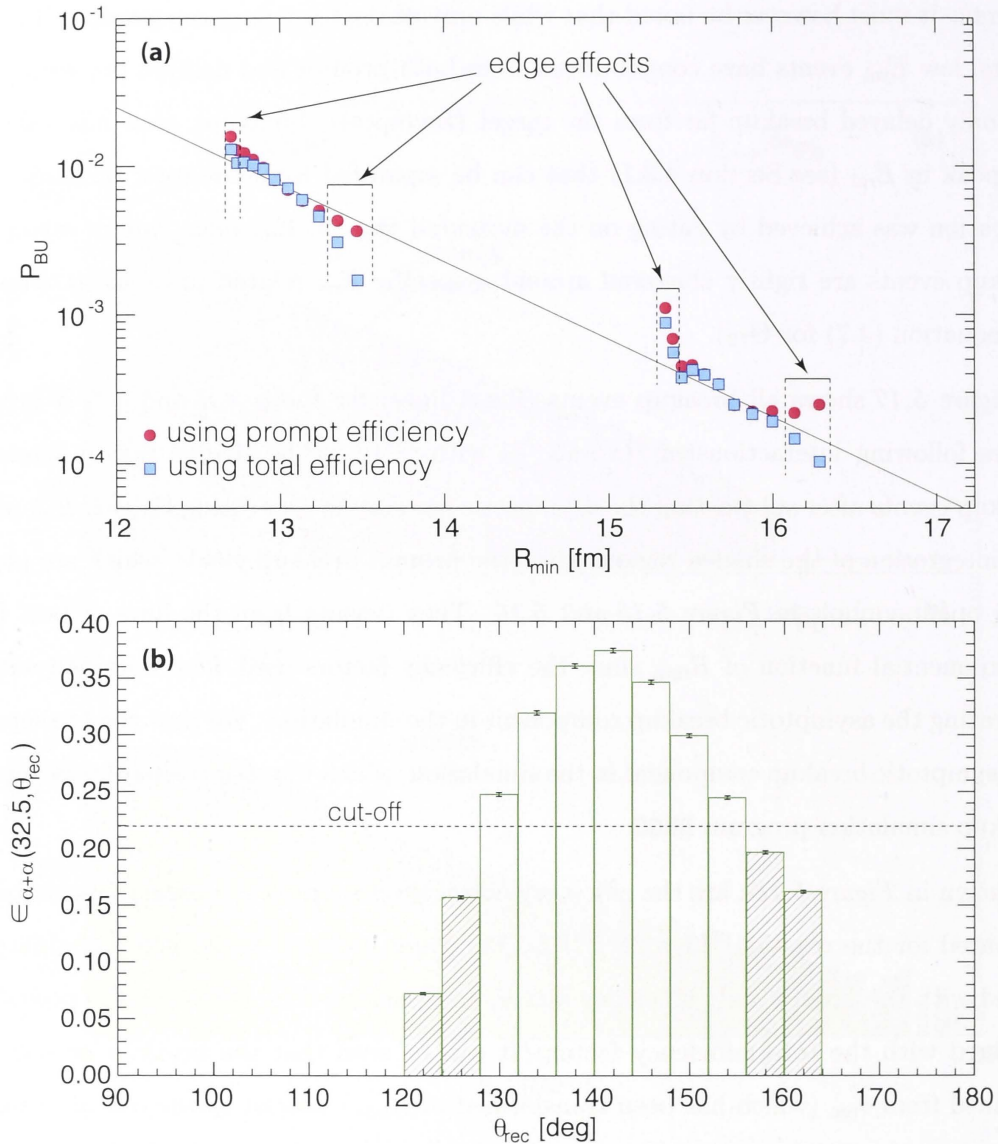 10⁻¹
(a)
edge effects
10⁻²
P_BU
10⁻³
using prompt efficiency
using total efficiency
10⁻⁴
12 13 14 15 16 17
R_min [fm]
0.40
(b)
0.35
0.30
∈_α+α (32.5, θ_rec)
0.25
cut-off
0.20
0.15
0.10
0.05
0.00
90 100 110 120 130 140 150 160 170 180
θ_rec [deg]